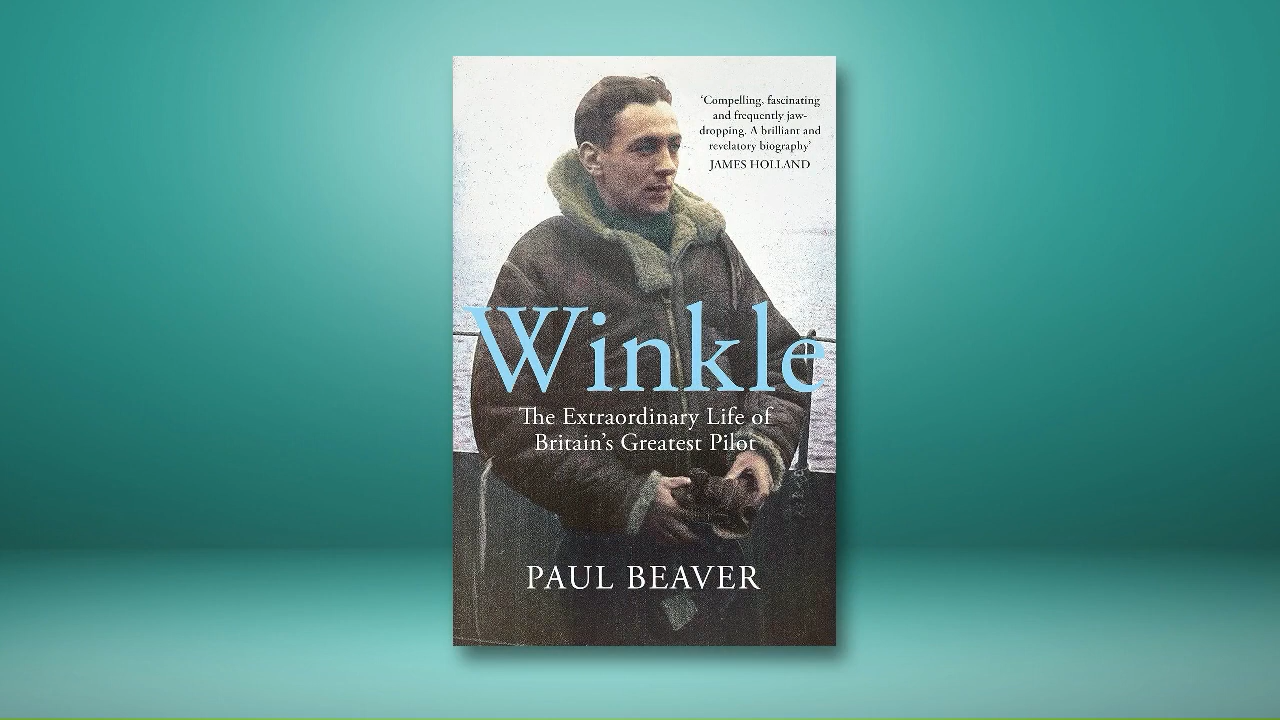 ‘Compelling, fascinating
and frequently jaw-
dropping. A brilliant and
revelatory biography’
JAMES HOLLAND
Winkle
The Extraordinary Life of
Britain’s Greatest Pilot
PAUL BEAVER